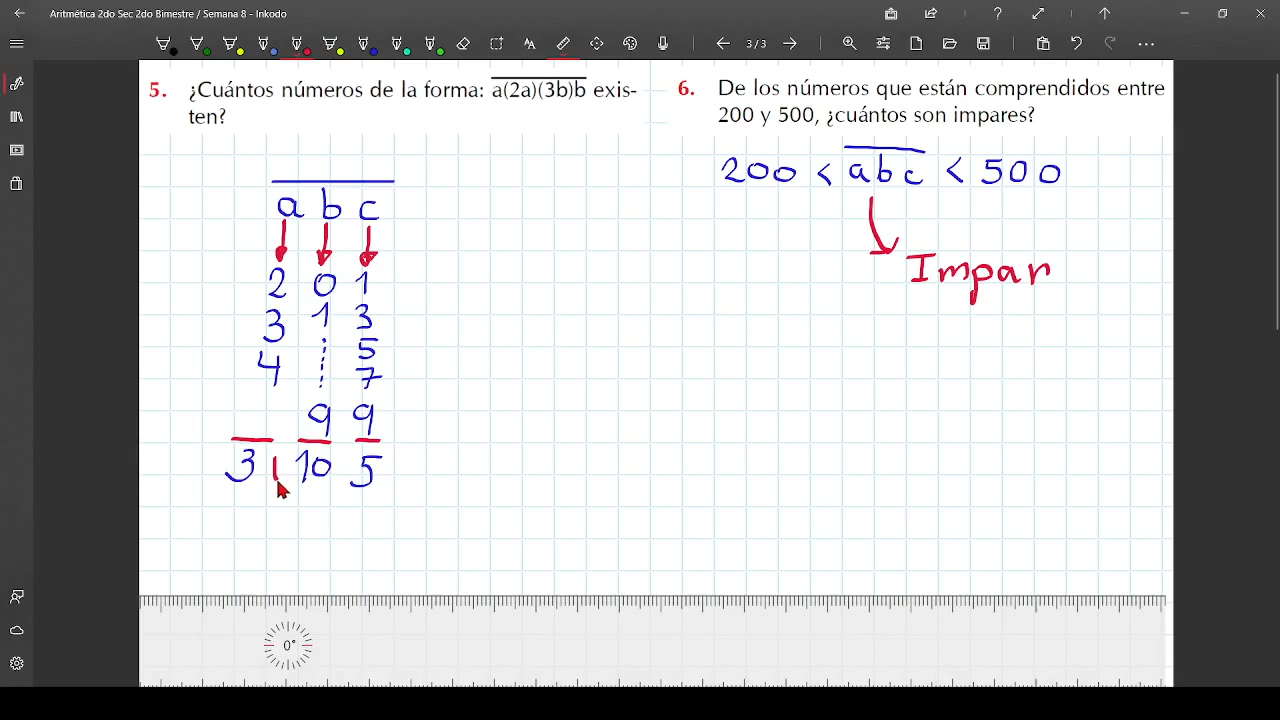 Aritmética 2do Sec 2do Bimestre / Semana 8 - Inkodo
3/3
5. ¿Cuántos números de la forma: a(2a)(3b)b exis-
ten?
a b c
2 0 1
3 1 3
5
4 7
9 9
3 10 5
6. De los números que están comprendidos entre
200 y 500, ¿cuántos son impares?
200 < abc < 500
Impar
0°